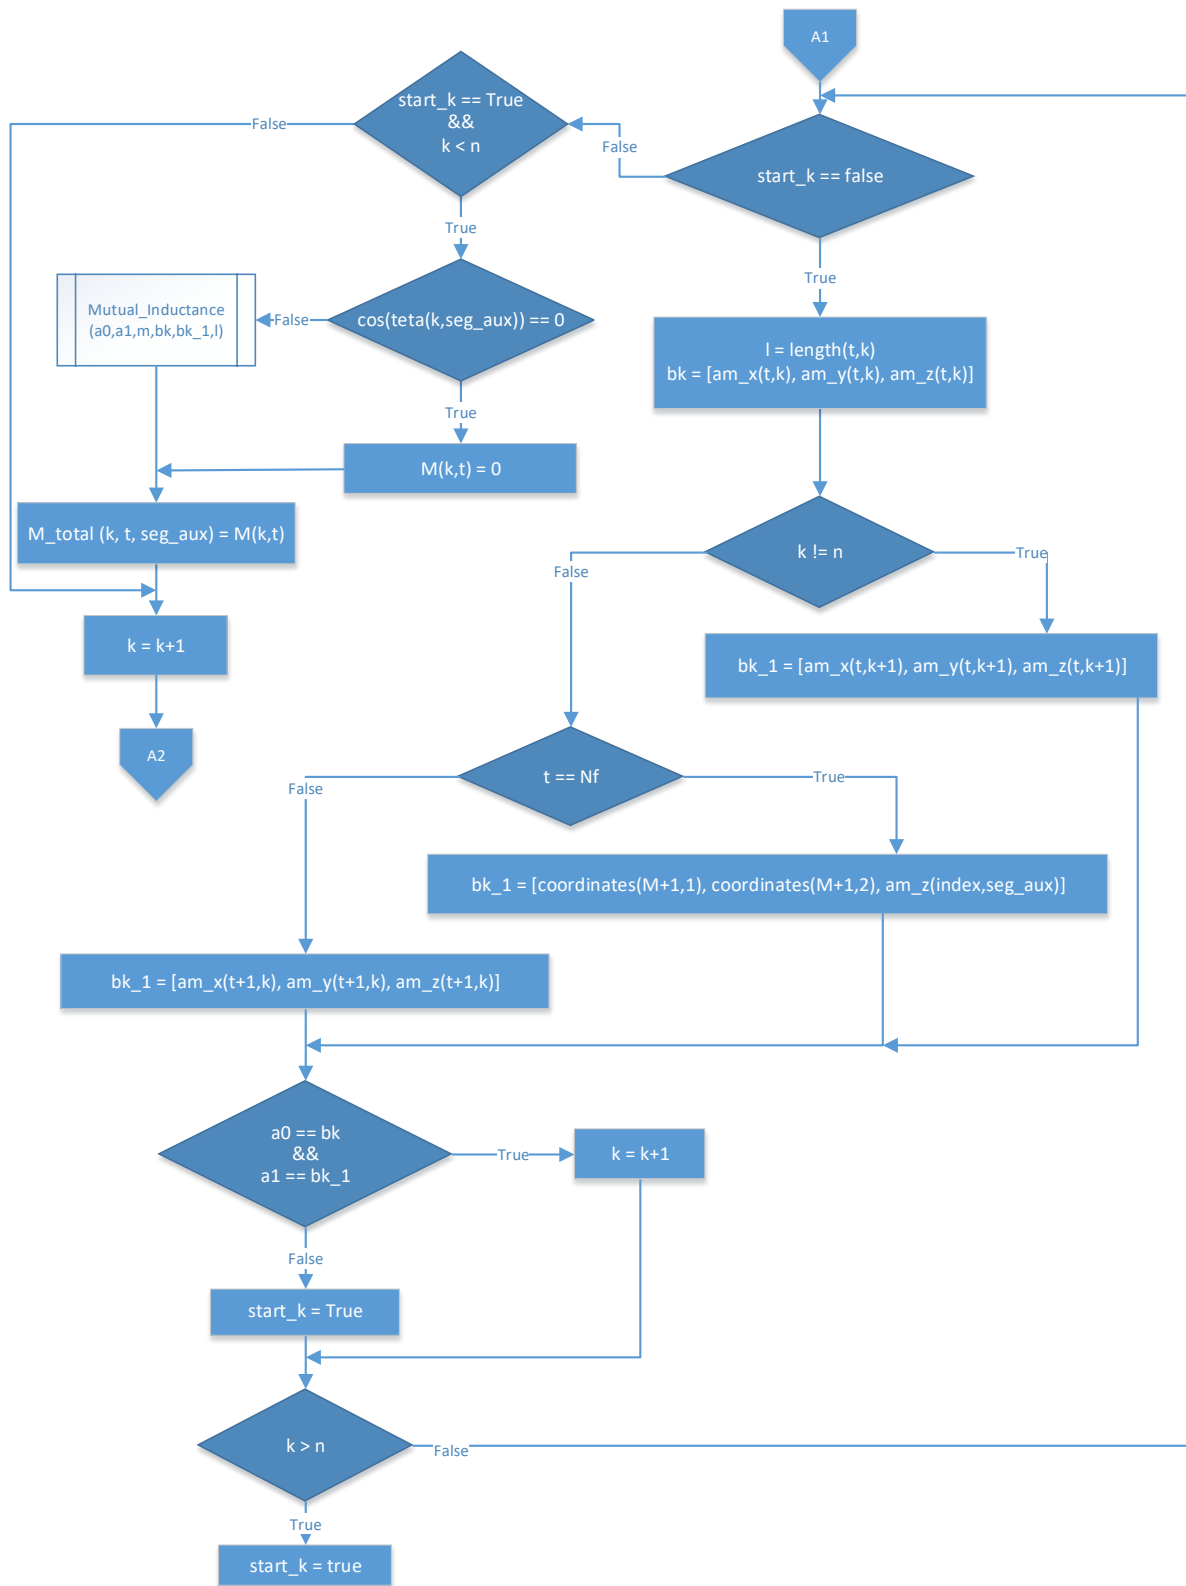 A1
start_k == True
&&
k < n
False
False
start_k == false
True
True
Mutual_Inductance
(a0,a1,m,bk,bk_1,l)
False
cos(teta(k,seg_aux)) == 0
l = length(t,k)
bk = [am_x(t,k), am_y(t,k), am_z(t,k)]
True
M(k,t) = 0
M_total (k, t, seg_aux) = M(k,t)
k != n
True
False
k = k+1
bk_1 = [am_x(t,k+1), am_y(t,k+1), am_z(t,k+1)]
A2
t == Nf
True
False
bk_1 = [coordinates(M+1,1), coordinates(M+1,2), am_z(index,seg_aux)]
bk_1 = [am_x(t+1,k), am_y(t+1,k), am_z(t+1,k)]
a0 == bk
&&
a1 == bk_1
True
k = k+1
False
start_k = True
k > n
False
True
start_k = true